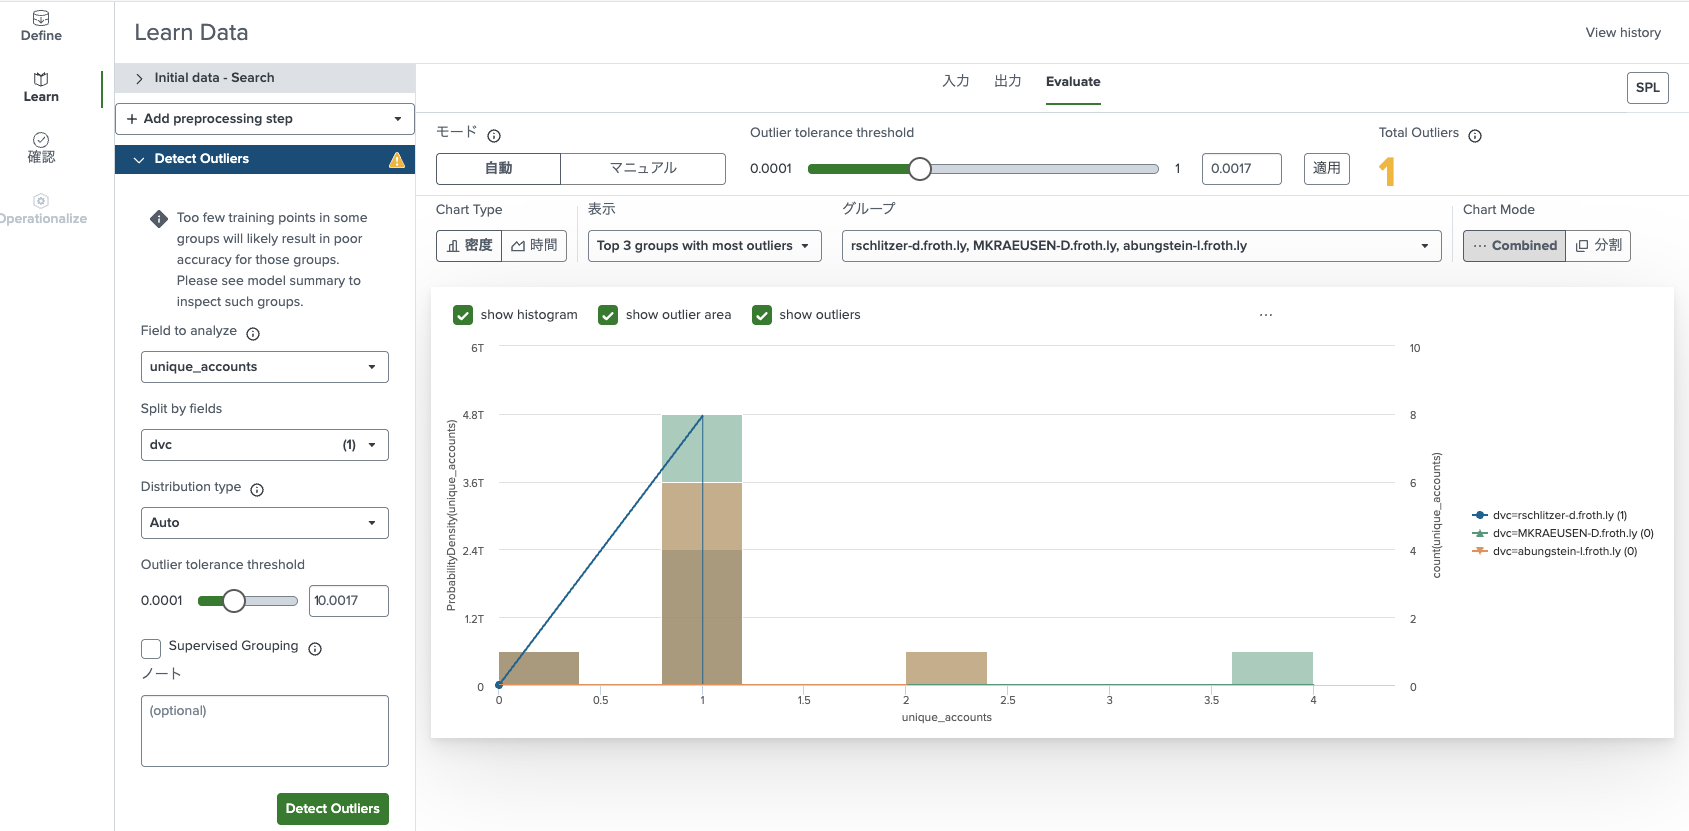 Define
Learn
確認
Operationalize
Learn Data
View history
Initial data - Search
Add preprocessing step
Detect Outliers
Too few training points in some
groups will likely result in poor
accuracy for those groups.
Please see model summary to
inspect such groups.
Field to analyze
unique_accounts
Split by fields
dvc (1)
Distribution type
Auto
Outlier tolerance threshold
0.0001 10.0017
Supervised Grouping
ノート
(optional)
Detect Outliers
入力 出力 Evaluate
SPL
モード
自動 マニュアル
Outlier tolerance threshold
0.0001 1 0.0017 適用
Total Outliers
1
Chart Type
密度 時間
表示
Top 3 groups with most outliers
グループ
rschlitzer-d.froth.ly, MKRAEUSEN-D.froth.ly, abungstein-l.froth.ly
Chart Mode
Combined 分割
show histogram show outlier area show outliers
6T
4.8T
3.6T
2.4T
1.2T
0
ProbabilityDensity(unique_accounts)
0 0.5 1 1.5 2 2.5 3 3.5 4
unique_accounts
10
8
6
4
2
0
count(unique_accounts)
dvc=rschlitzer-d.froth.ly (1)
dvc=MKRAEUSEN-D.froth.ly (0)
dvc=abungstein-l.froth.ly (0)